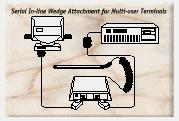 Serial In-line Wedge Attachment for Multi-user Terminals